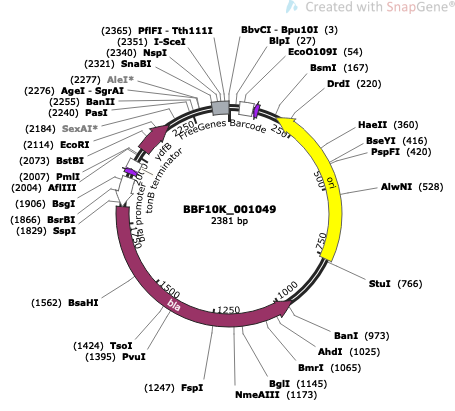 Created with SnapGene®
(2365) PflFI - Tth111I
(2351) I-SceI
(2340) NspI
(2321) SnaBI
(2277) AleI*
(2276) AgeI - SgrAI
(2255) BanII
(2240) PasI
(2184) SexAI*
(2114) EcoRI
(2073) BstBI
(2007) PmlI
(2004) AflIII
(1906) BsgI
(1866) BsrBI
(1829) SspI
(1562) BsaHI
(1424) TsoI
(1395) PvuI
(1247) FspI
BbvCI - Bpu10I (3)
BlpI (27)
EcoO109I (54)
BsmI (167)
DrdI (220)
HaeII (360)
BseYI (416)
PspFI (420)
AlwNI (528)
StuI (766)
BanI (973)
AhdI (1025)
BmrI (1065)
BglI (1145)
NmeAIII (1173)
FreeGenes Barcode
ydfB
tonB terminator
bla promoter
bla
ori
250
500
750
1000
1250
1500
2250
BBF10K_001049
2381 bp